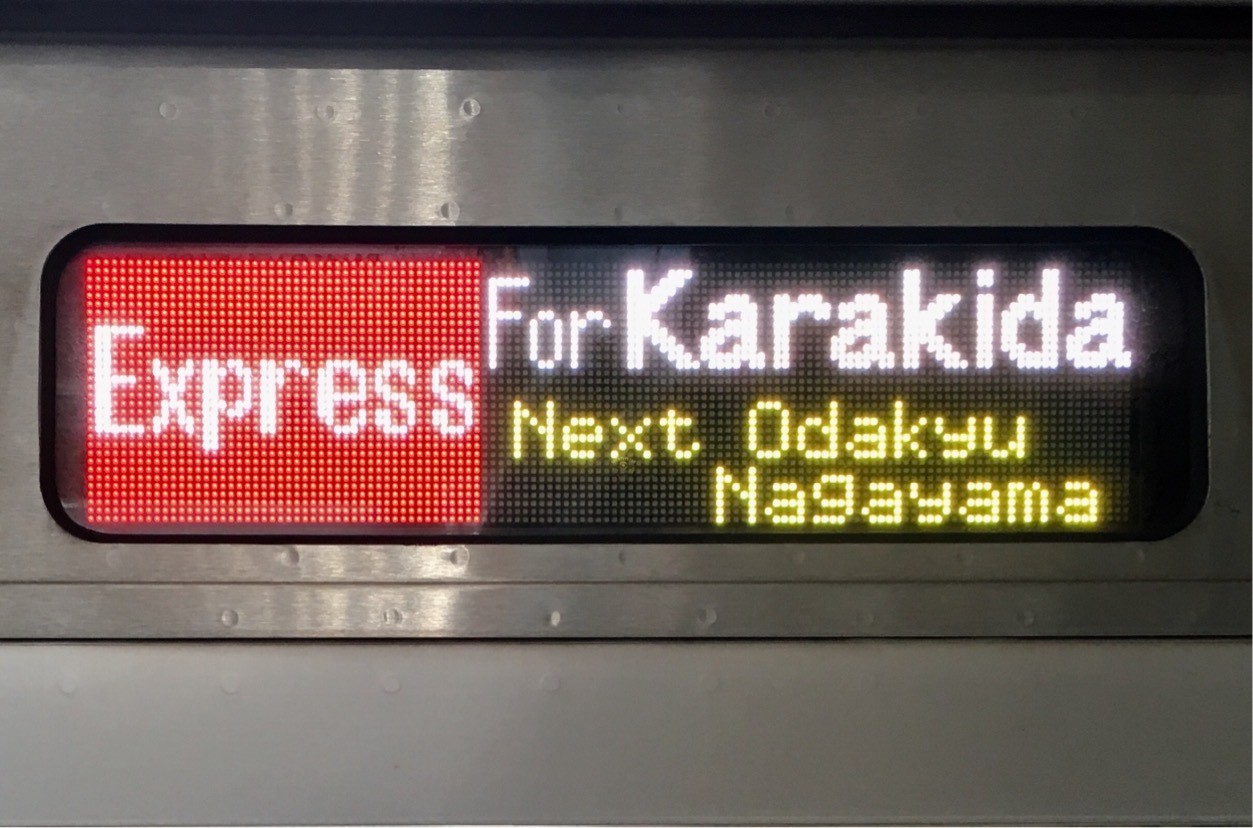 Express
For Karakida
Next Odakyu
Nagayama